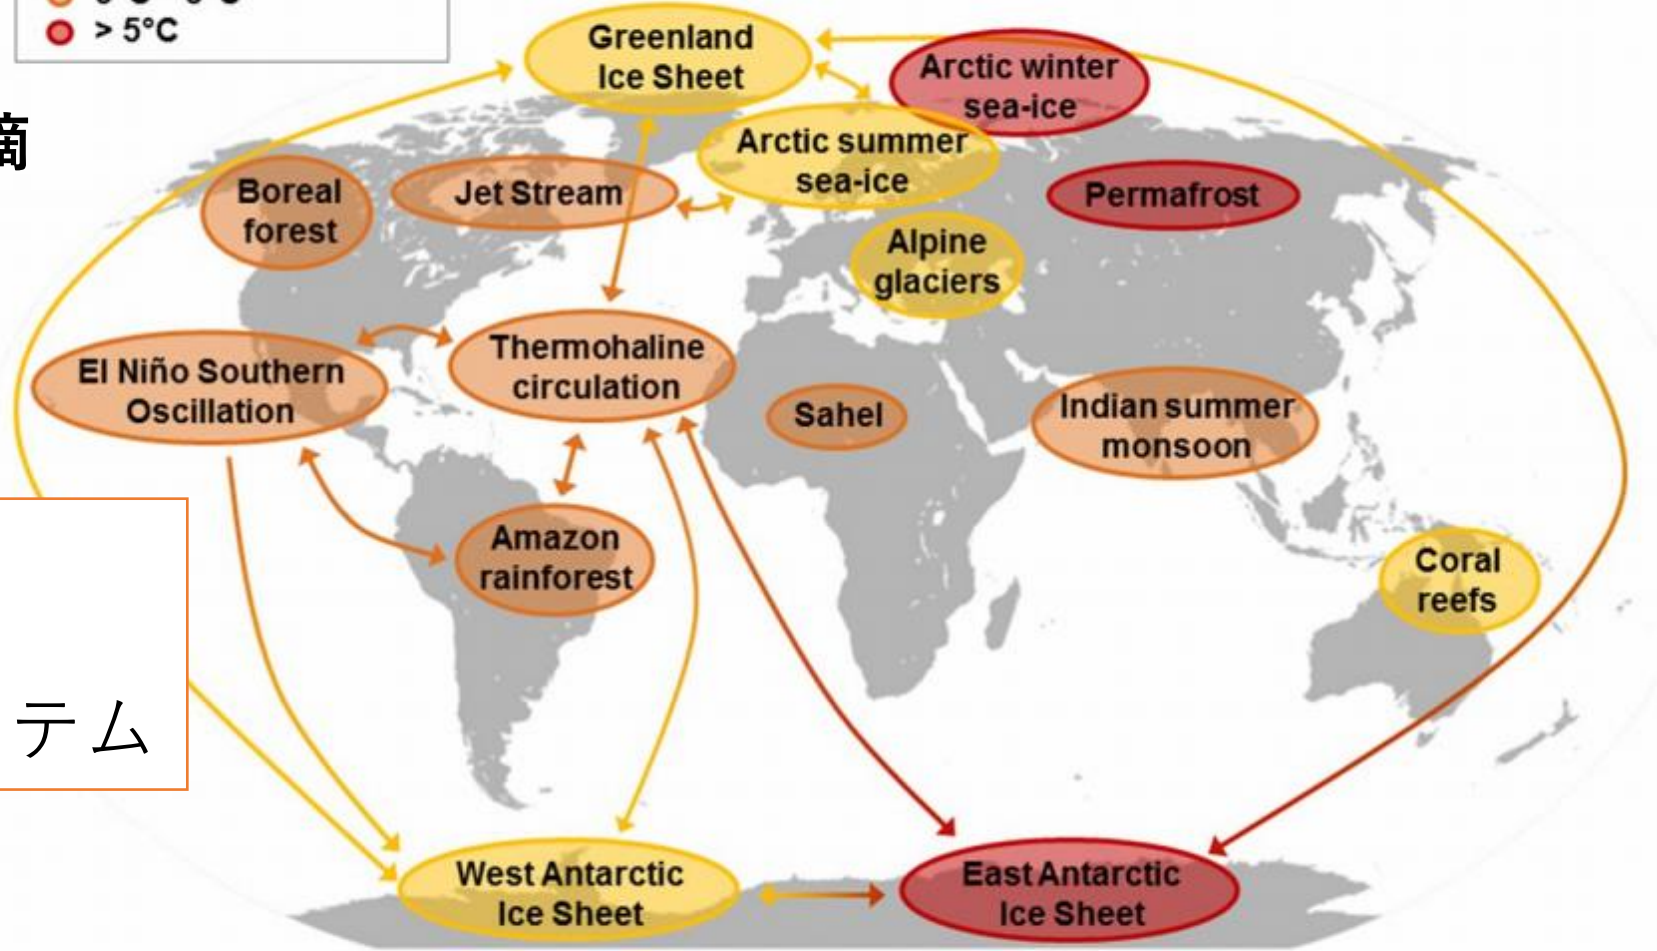 > 5°C
摘
Greenland
Ice Sheet
Arctic winter
sea-ice
Arctic summer
sea-ice
Boreal
forest
Jet Stream
Permafrost
Alpine
glaciers
El Niño Southern
Oscillation
Thermohaline
circulation
Sahel
Indian summer
monsoon
Amazon
rainforest
Coral
reefs
テム
West Antarctic
Ice Sheet
East Antarctic
Ice Sheet